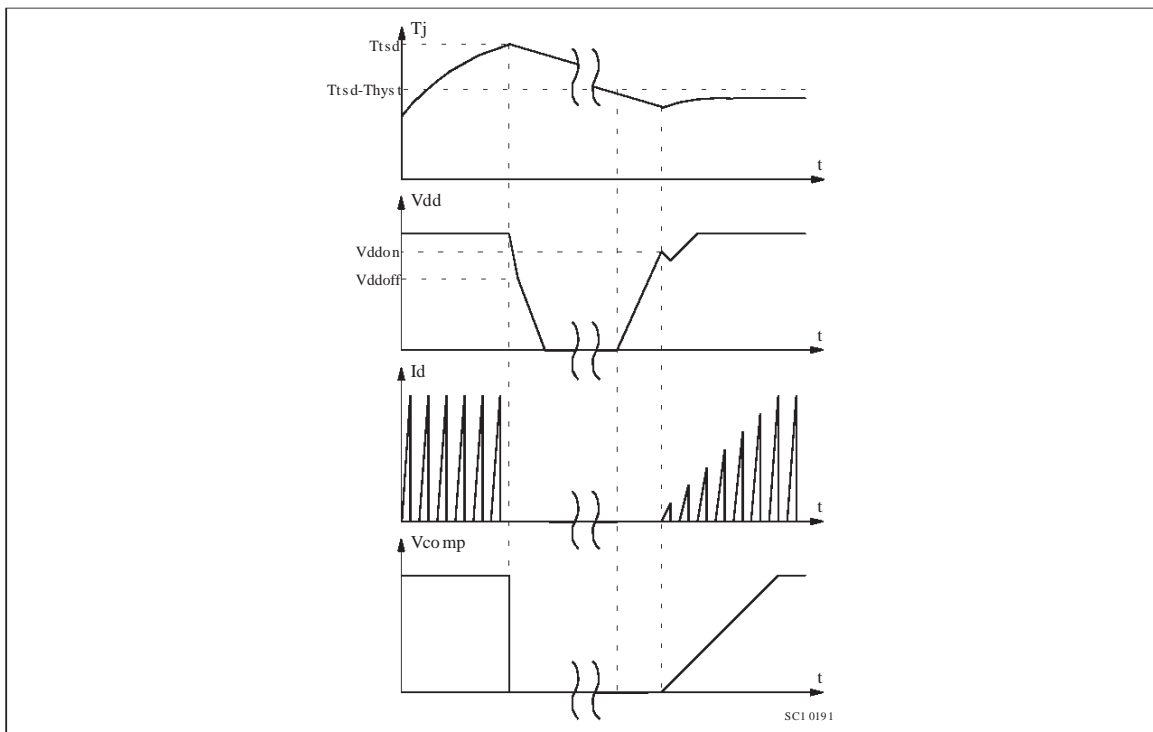 Tj
Ttsd
Ttsd-Thyst
t
Vdd
Vddon
Vddoff
t
Id
t
Vcomp
t
SC10191